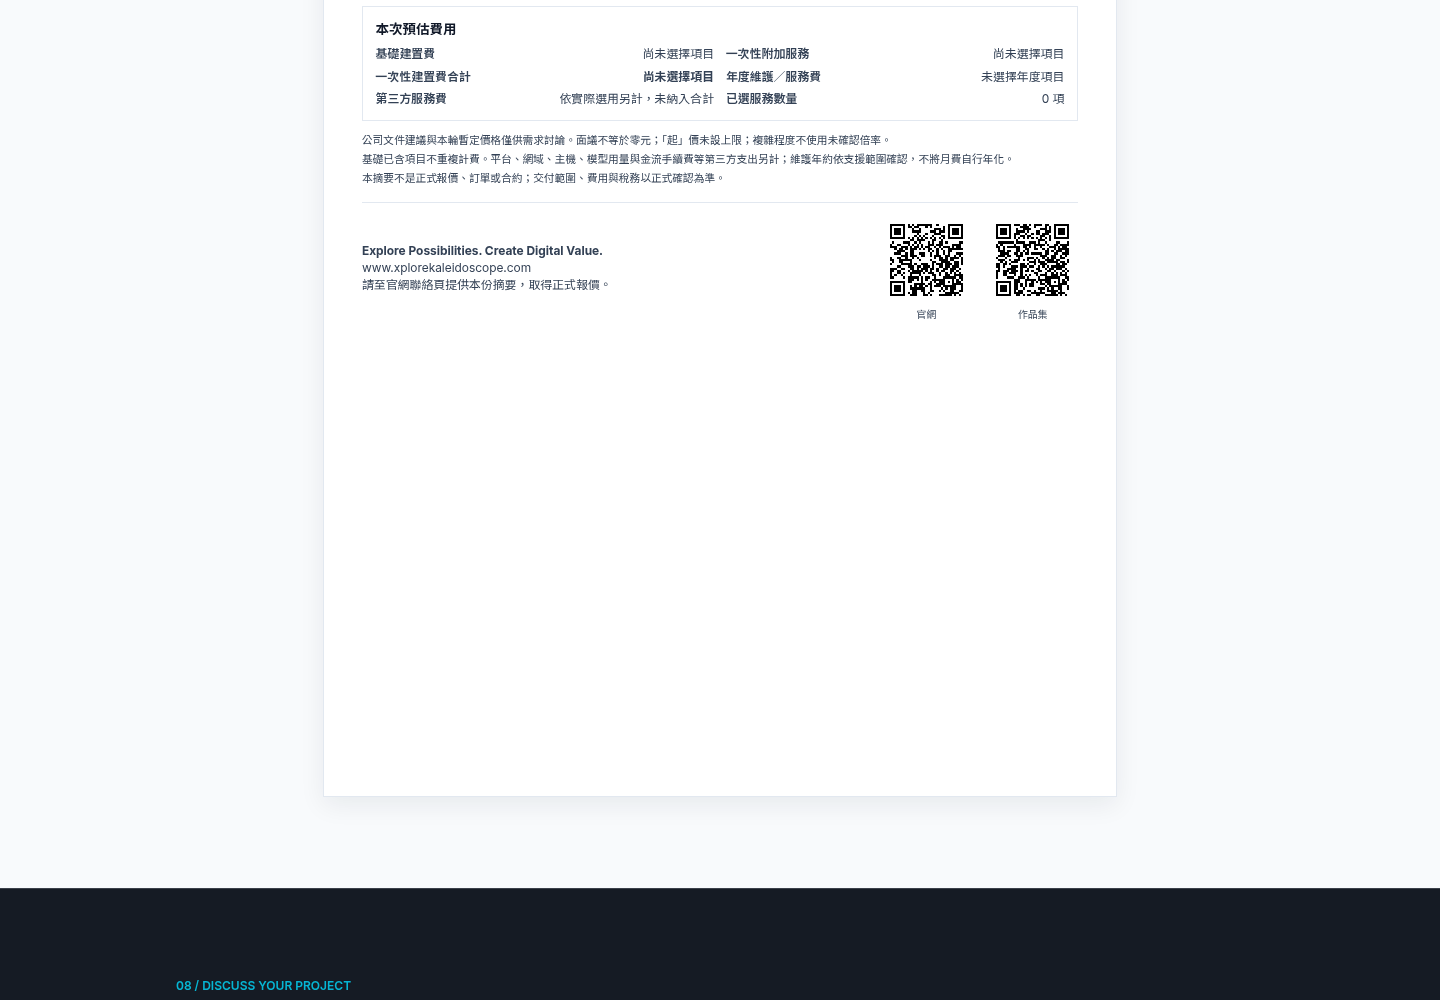 本次預估費用
基礎建置費 尚未選擇項目 一次性附加服務 尚未選擇項目
一次性建置費合計 尚未選擇項目 年度維護／服務費 未選擇年度項目
第三方服務費 依實際選用另計，未納入合計 已選服務數量 0 項
公司文件建議與本輪暫定價格僅供需求討論。面議不等於零元；「起」價未設上限；複雜程度不使用未確認倍率。
基礎已含項目不重複計費。平台、網域、主機、模型用量與金流手續費等第三方支出另計；維護年約依支援範圍確認，不將月費自行年化。
本摘要不是正式報價、訂單或合約；交付範圍、費用與稅務以正式確認為準。
Explore Possibilities. Create Digital Value.
www.xplorekaleidoscope.com
請至官網聯絡頁提供本份摘要，取得正式報價。
官網 作品集
08 / DISCUSS YOUR PROJECT